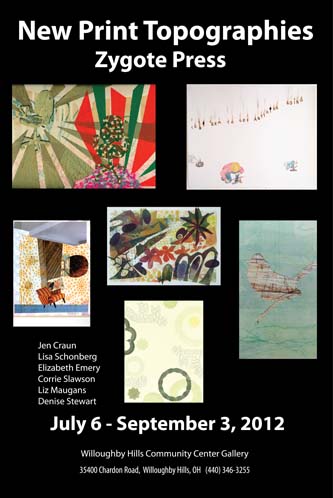 New Print Topographies
Zygote Press
Jen Craun
Lisa Schonberg
Elizabeth Emery
Corrie Slawson
Liz Maugans
Denise Stewart
July 6 - September 3, 2012
Willoughby Hills Community Center Gallery
35400 Chardon Road, Willoughby Hills, OH (440) 346-3255